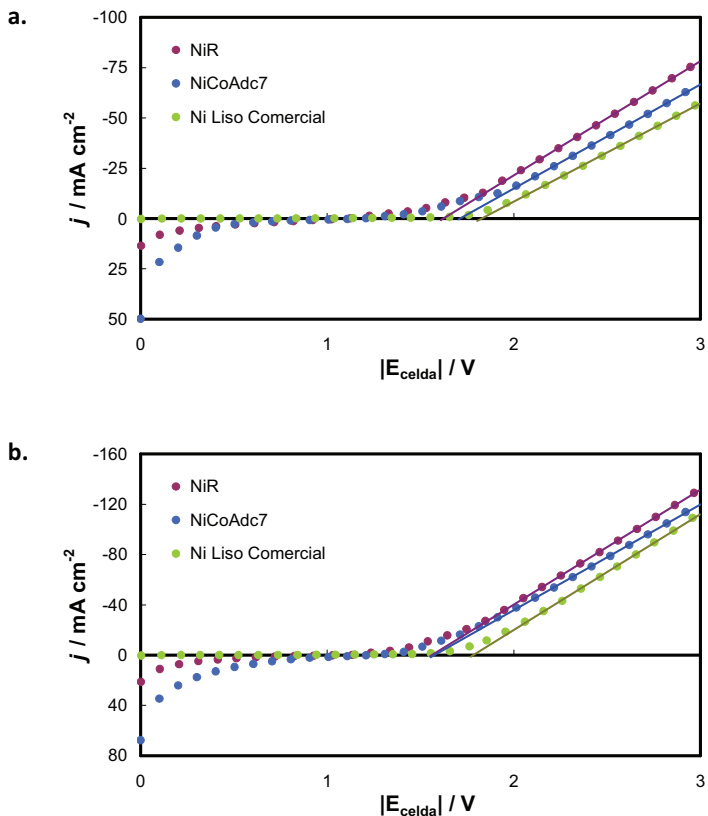 a.
-100
-75
-50
-25
0
25
50
j / mA cm⁻²
NiR
NiCoAdc7
Ni Liso Comercial
0
1
2
3
|E_celda| / V
b.
-160
-120
-80
-40
0
40
80
j / mA cm⁻²
NiR
NiCoAdc7
Ni Liso Comercial
0
1
2
3
|E_celda| / V